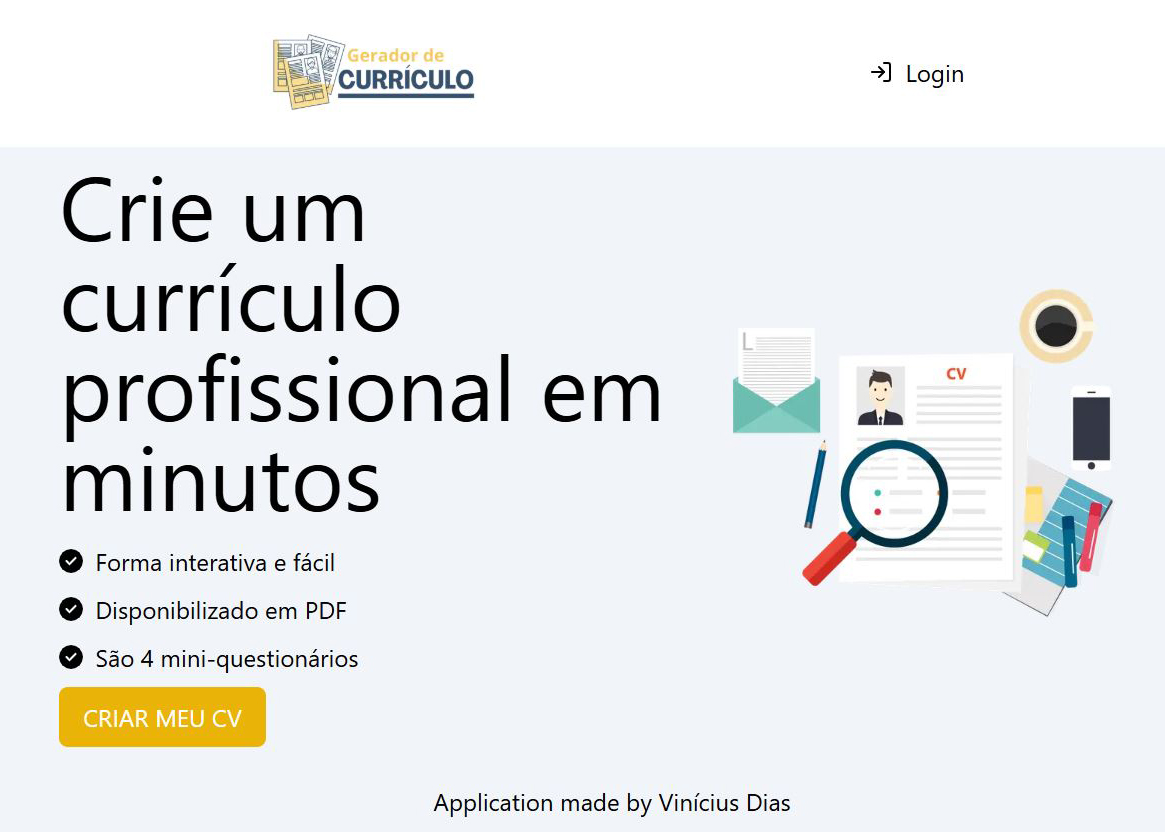 Gerador de
CURRÍCULO
Login
Crie um
currículo
profissional em
minutos
L
CV
Forma interativa e fácil
Disponibilizado em PDF
São 4 mini-questionários
CRIAR MEU CV
Application made by Vinícius Dias